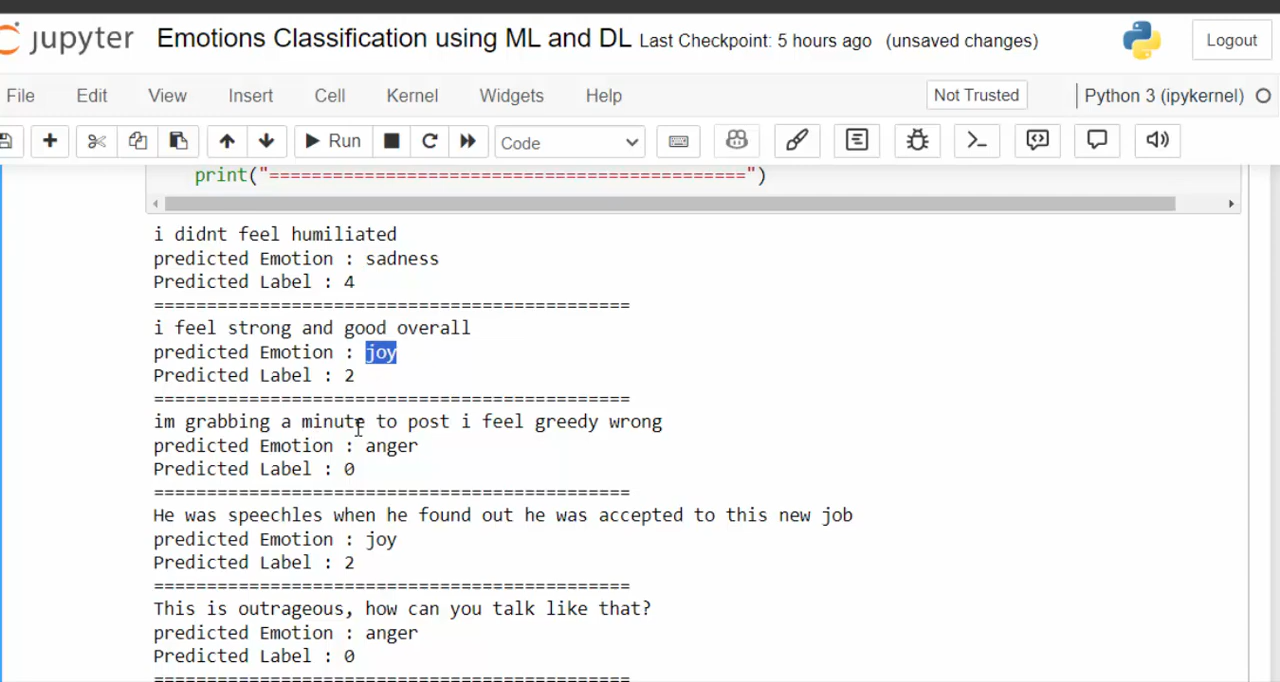 jupyter Emotions Classification using ML and DL Last Checkpoint: 5 hours ago (unsaved changes) Logout
File Edit View Insert Cell Kernel Widgets Help Not Trusted Python 3 (ipykernel)
Run Code
print("=============================================")
i didnt feel humiliated
predicted Emotion : sadness
Predicted Label : 4
=============================================
i feel strong and good overall
predicted Emotion : joy
Predicted Label : 2
=============================================
im grabbing a minute to post i feel greedy wrong
predicted Emotion : anger
Predicted Label : 0
=============================================
He was speechles when he found out he was accepted to this new job
predicted Emotion : joy
Predicted Label : 2
=============================================
This is outrageous, how can you talk like that?
predicted Emotion : anger
Predicted Label : 0
=============================================